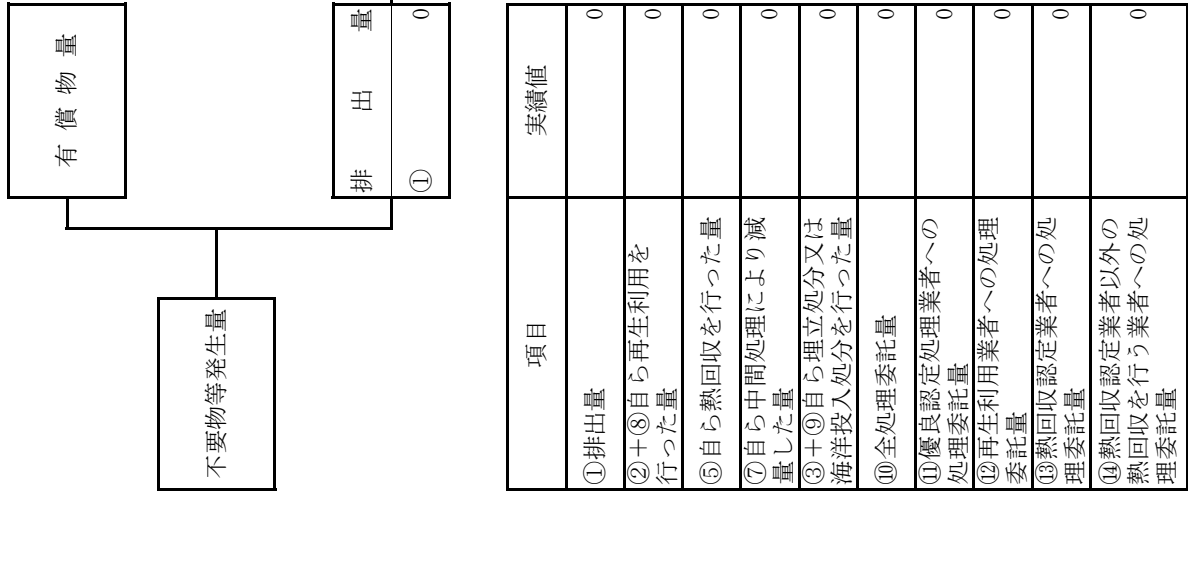 有償物量
排出量
① 0
不要物等発生量
項目 実績値
①排出量 0
②+⑧自ら再生利用を 0
行った量
⑤自ら熱回収を行った量 0
⑦自ら中間処理により減 0
量した量
③+⑨自ら埋立処分又は 0
海洋投入処分を行った量
⑩全処理委託量 0
⑪優良認定処理業者への 0
処理委託量
⑫再生利用業者への処理 0
委託量
⑬熱回収認定業者への処 0
理委託量
⑭熱回収認定業者以外の 0
熱回収を行う業者への処
理委託量